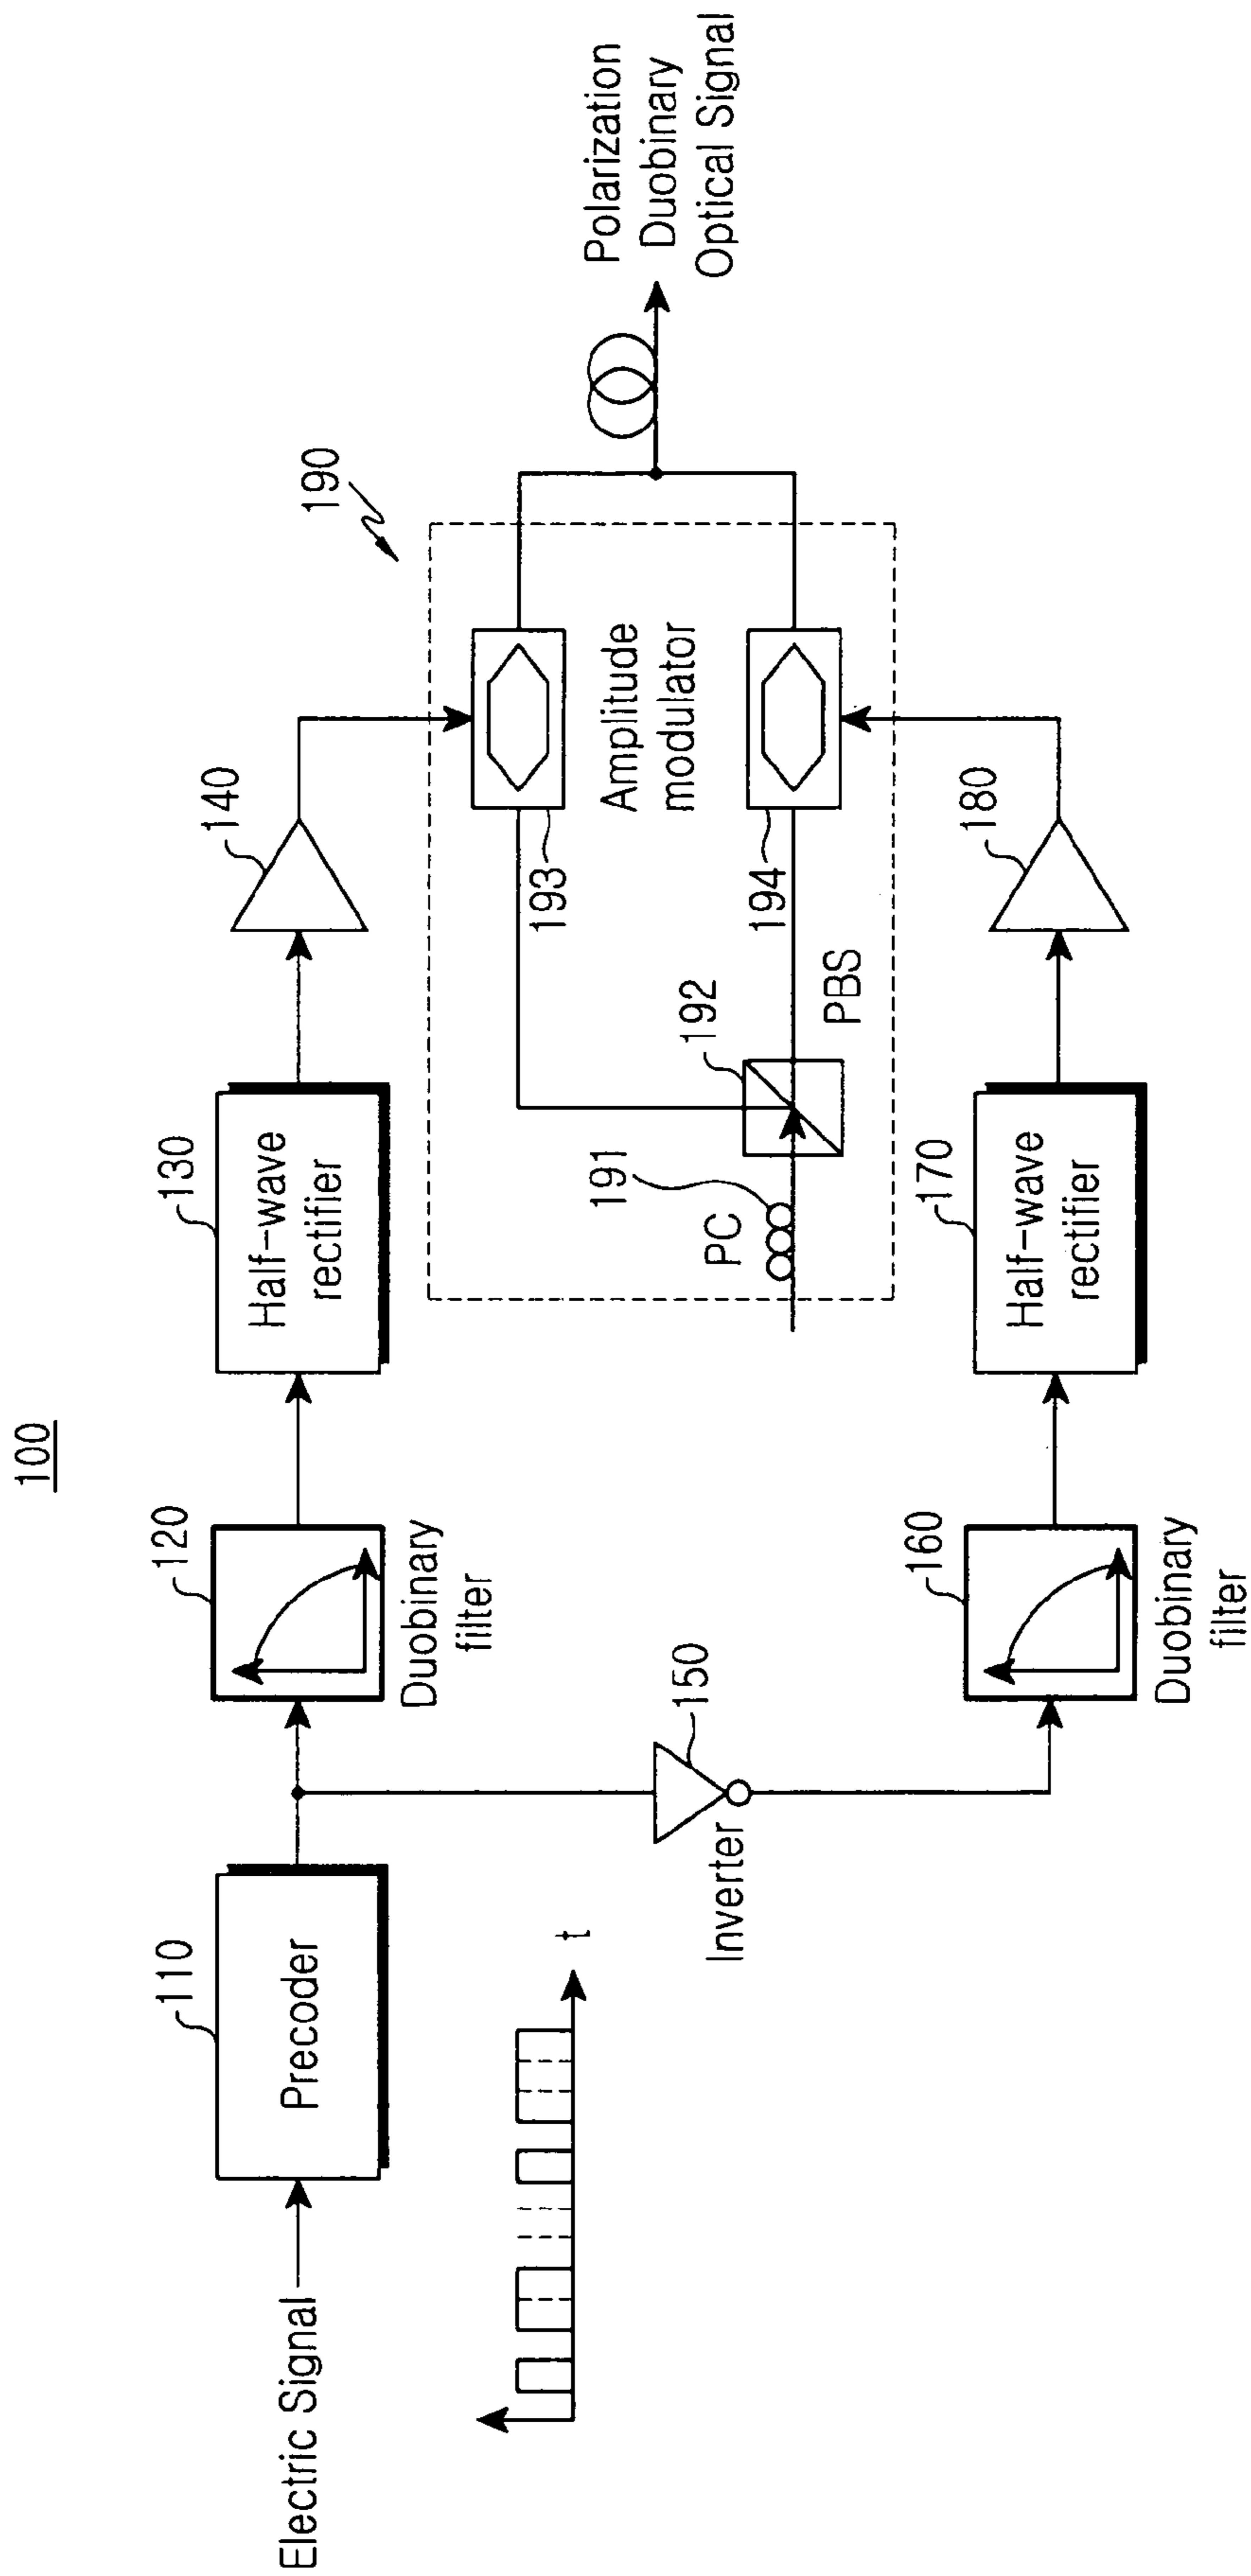 100
Electric Signal
110
Precoder
t
120
Duobinary
filter
130
Half-wave
rectifier
140
150
Inverter
160
Duobinary
filter
170
Half-wave
rectifier
180
190
PC
191
192
PBS
193
Amplitude
modulator
194
Polarization
Duobinary
Optical Signal